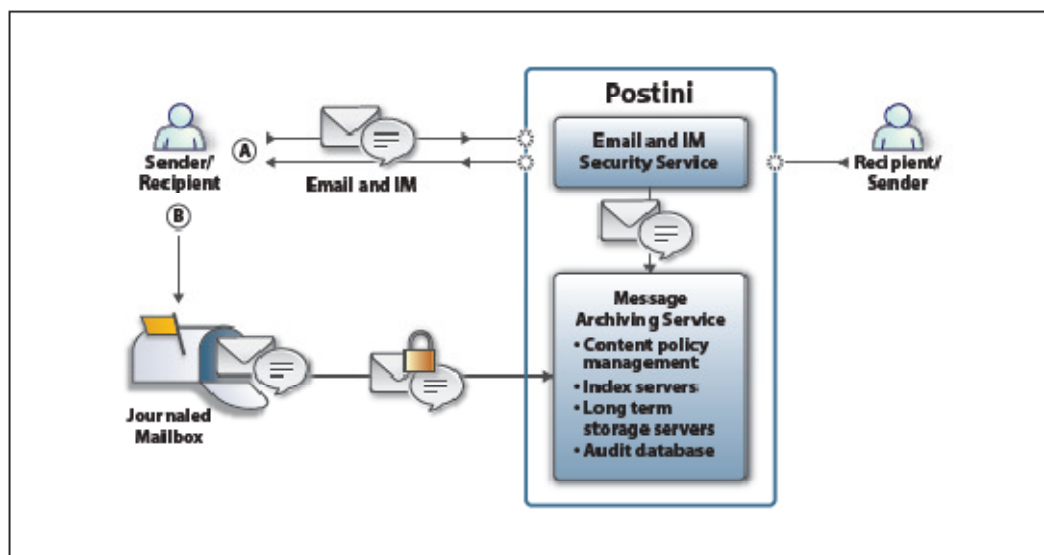 Postini
Email and IM
Security Service
A
Sender/
Recipient
Email and IM
Recipient/
Sender
B
Message
Archiving Service
• Content policy
management
• Index servers
• Long term
storage servers
• Audit database
Journaled
Mailbox